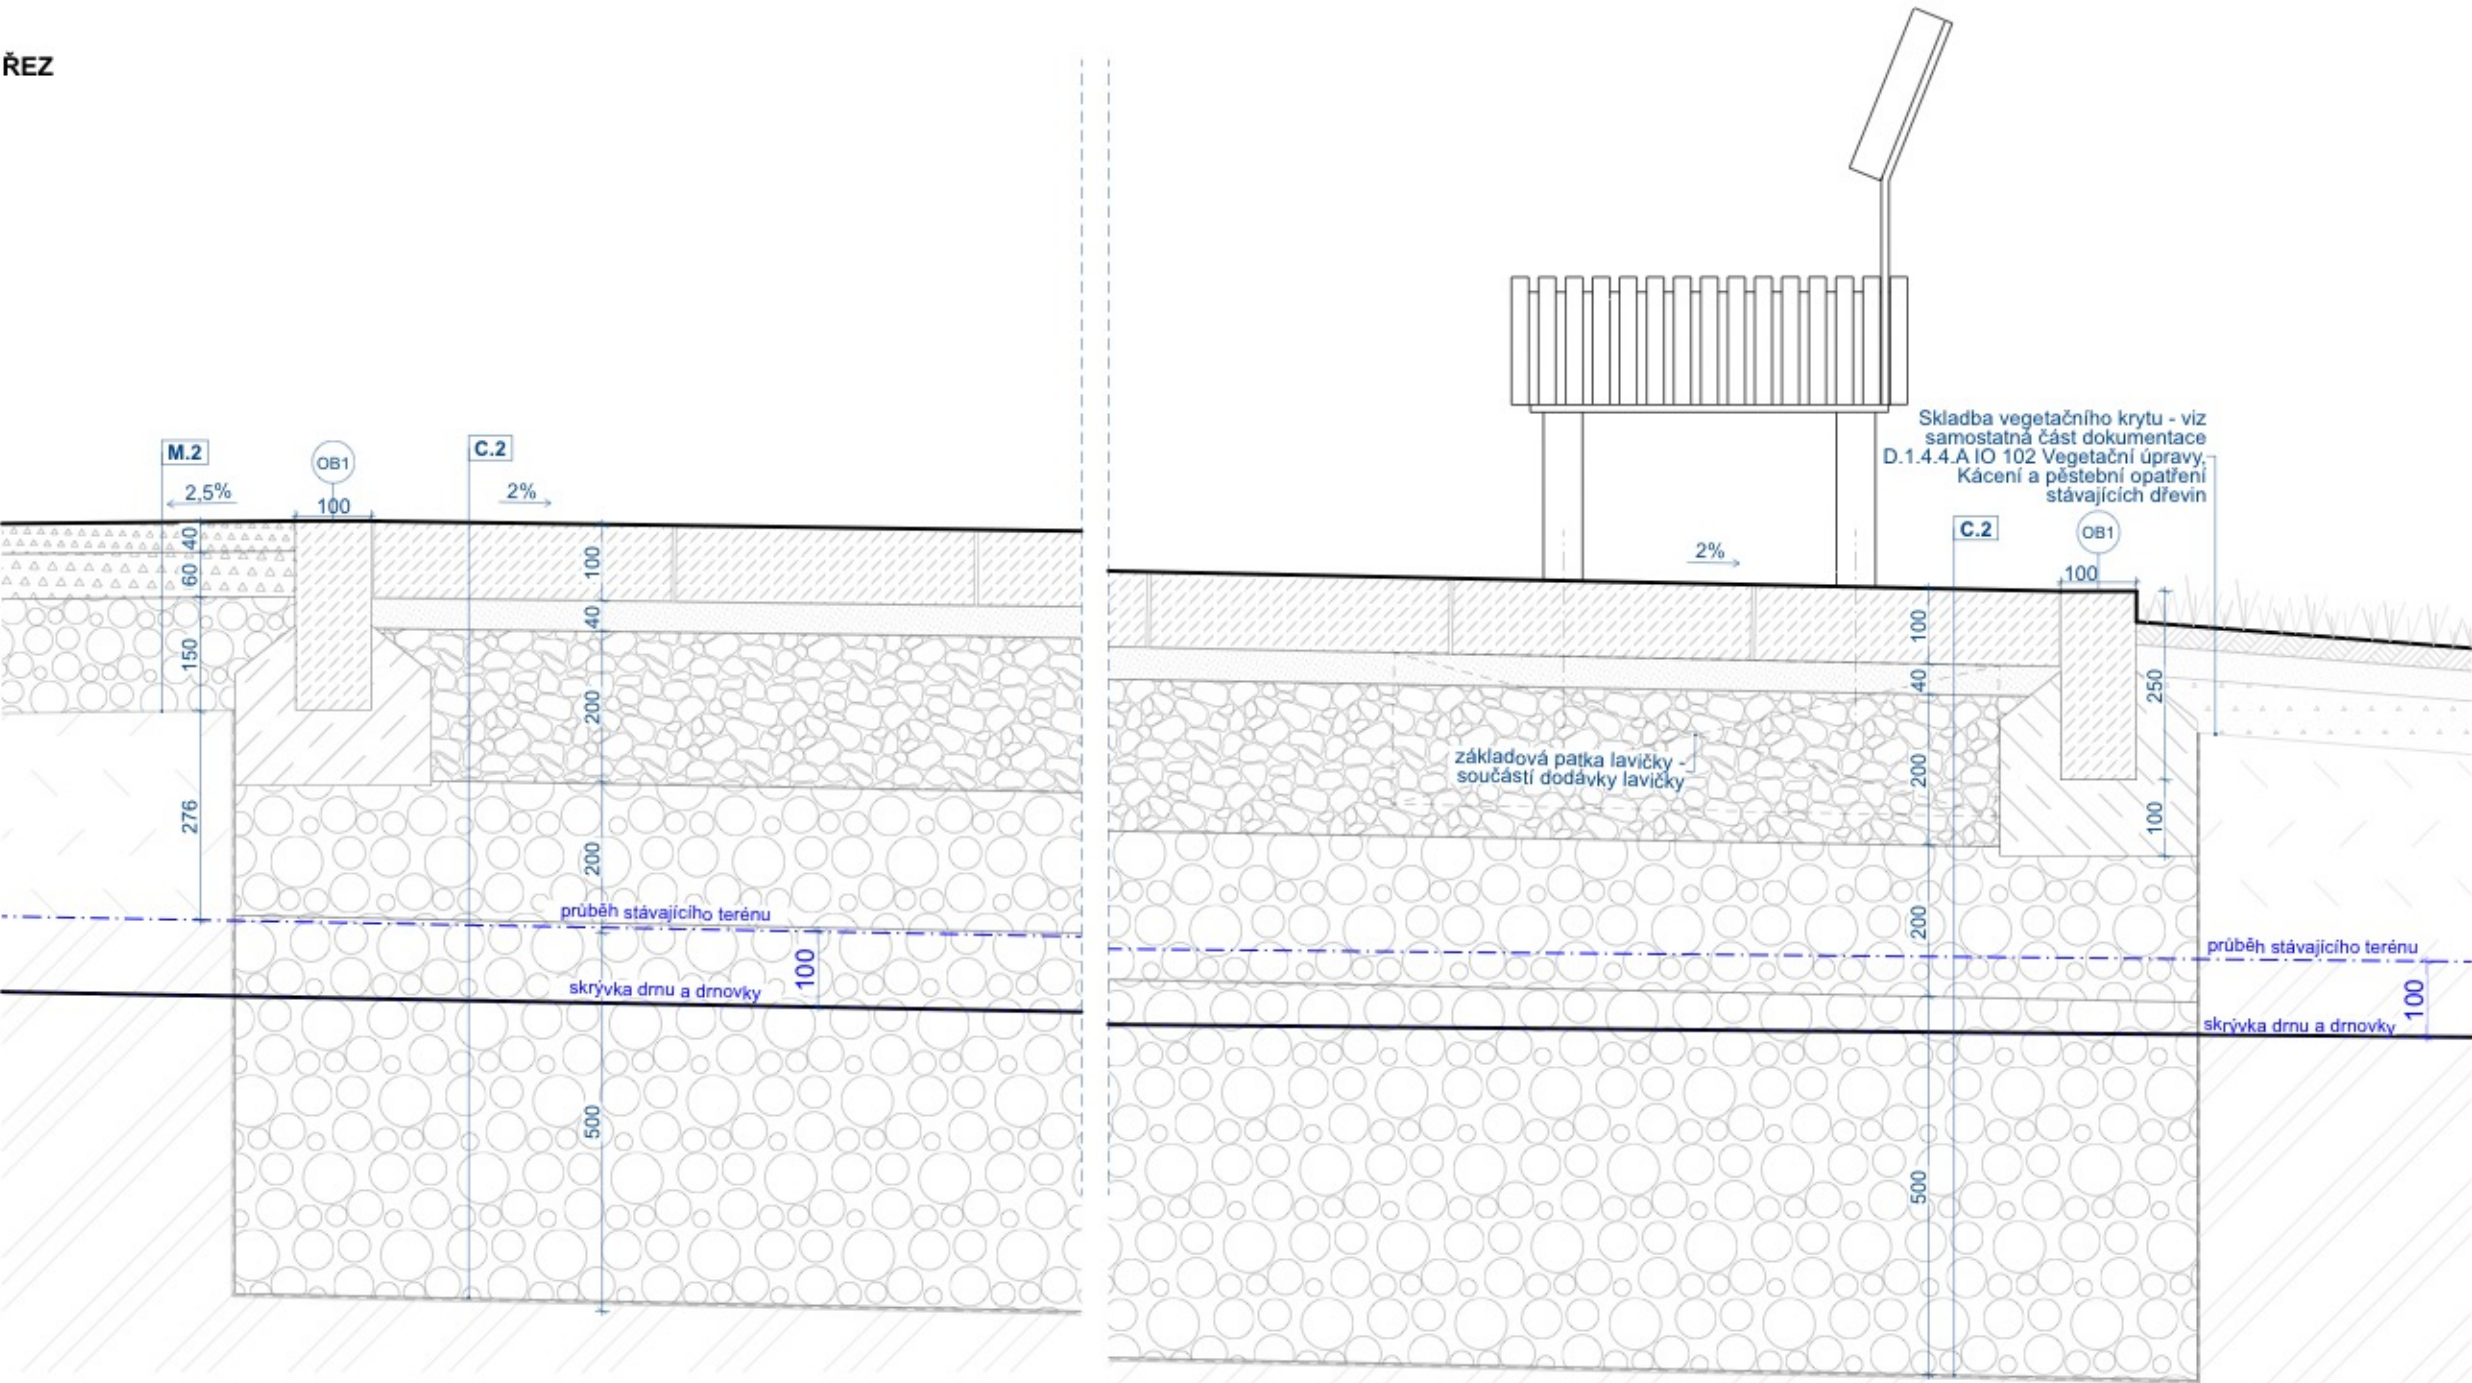 ŘEZ
M.2
OB1
C.2
2,5%
100
2%
40
60
150
276
100
40
200
200
500
průběh stávajícího terénu
100
skrývka drnu a drnovky
Skladba vegetačního krytu - viz
samostatná část dokumentace
D.1.4.4.A IO 102 Vegetační úpravy,
Kácení a pěstební opatření
stávajících dřevin
C.2
OB1
2%
100
100
40
200
200
500
250
100
základová patka lavičky -
součástí dodávky lavičky
průběh stávajícího terénu
100
skrývka drnu a drnovky